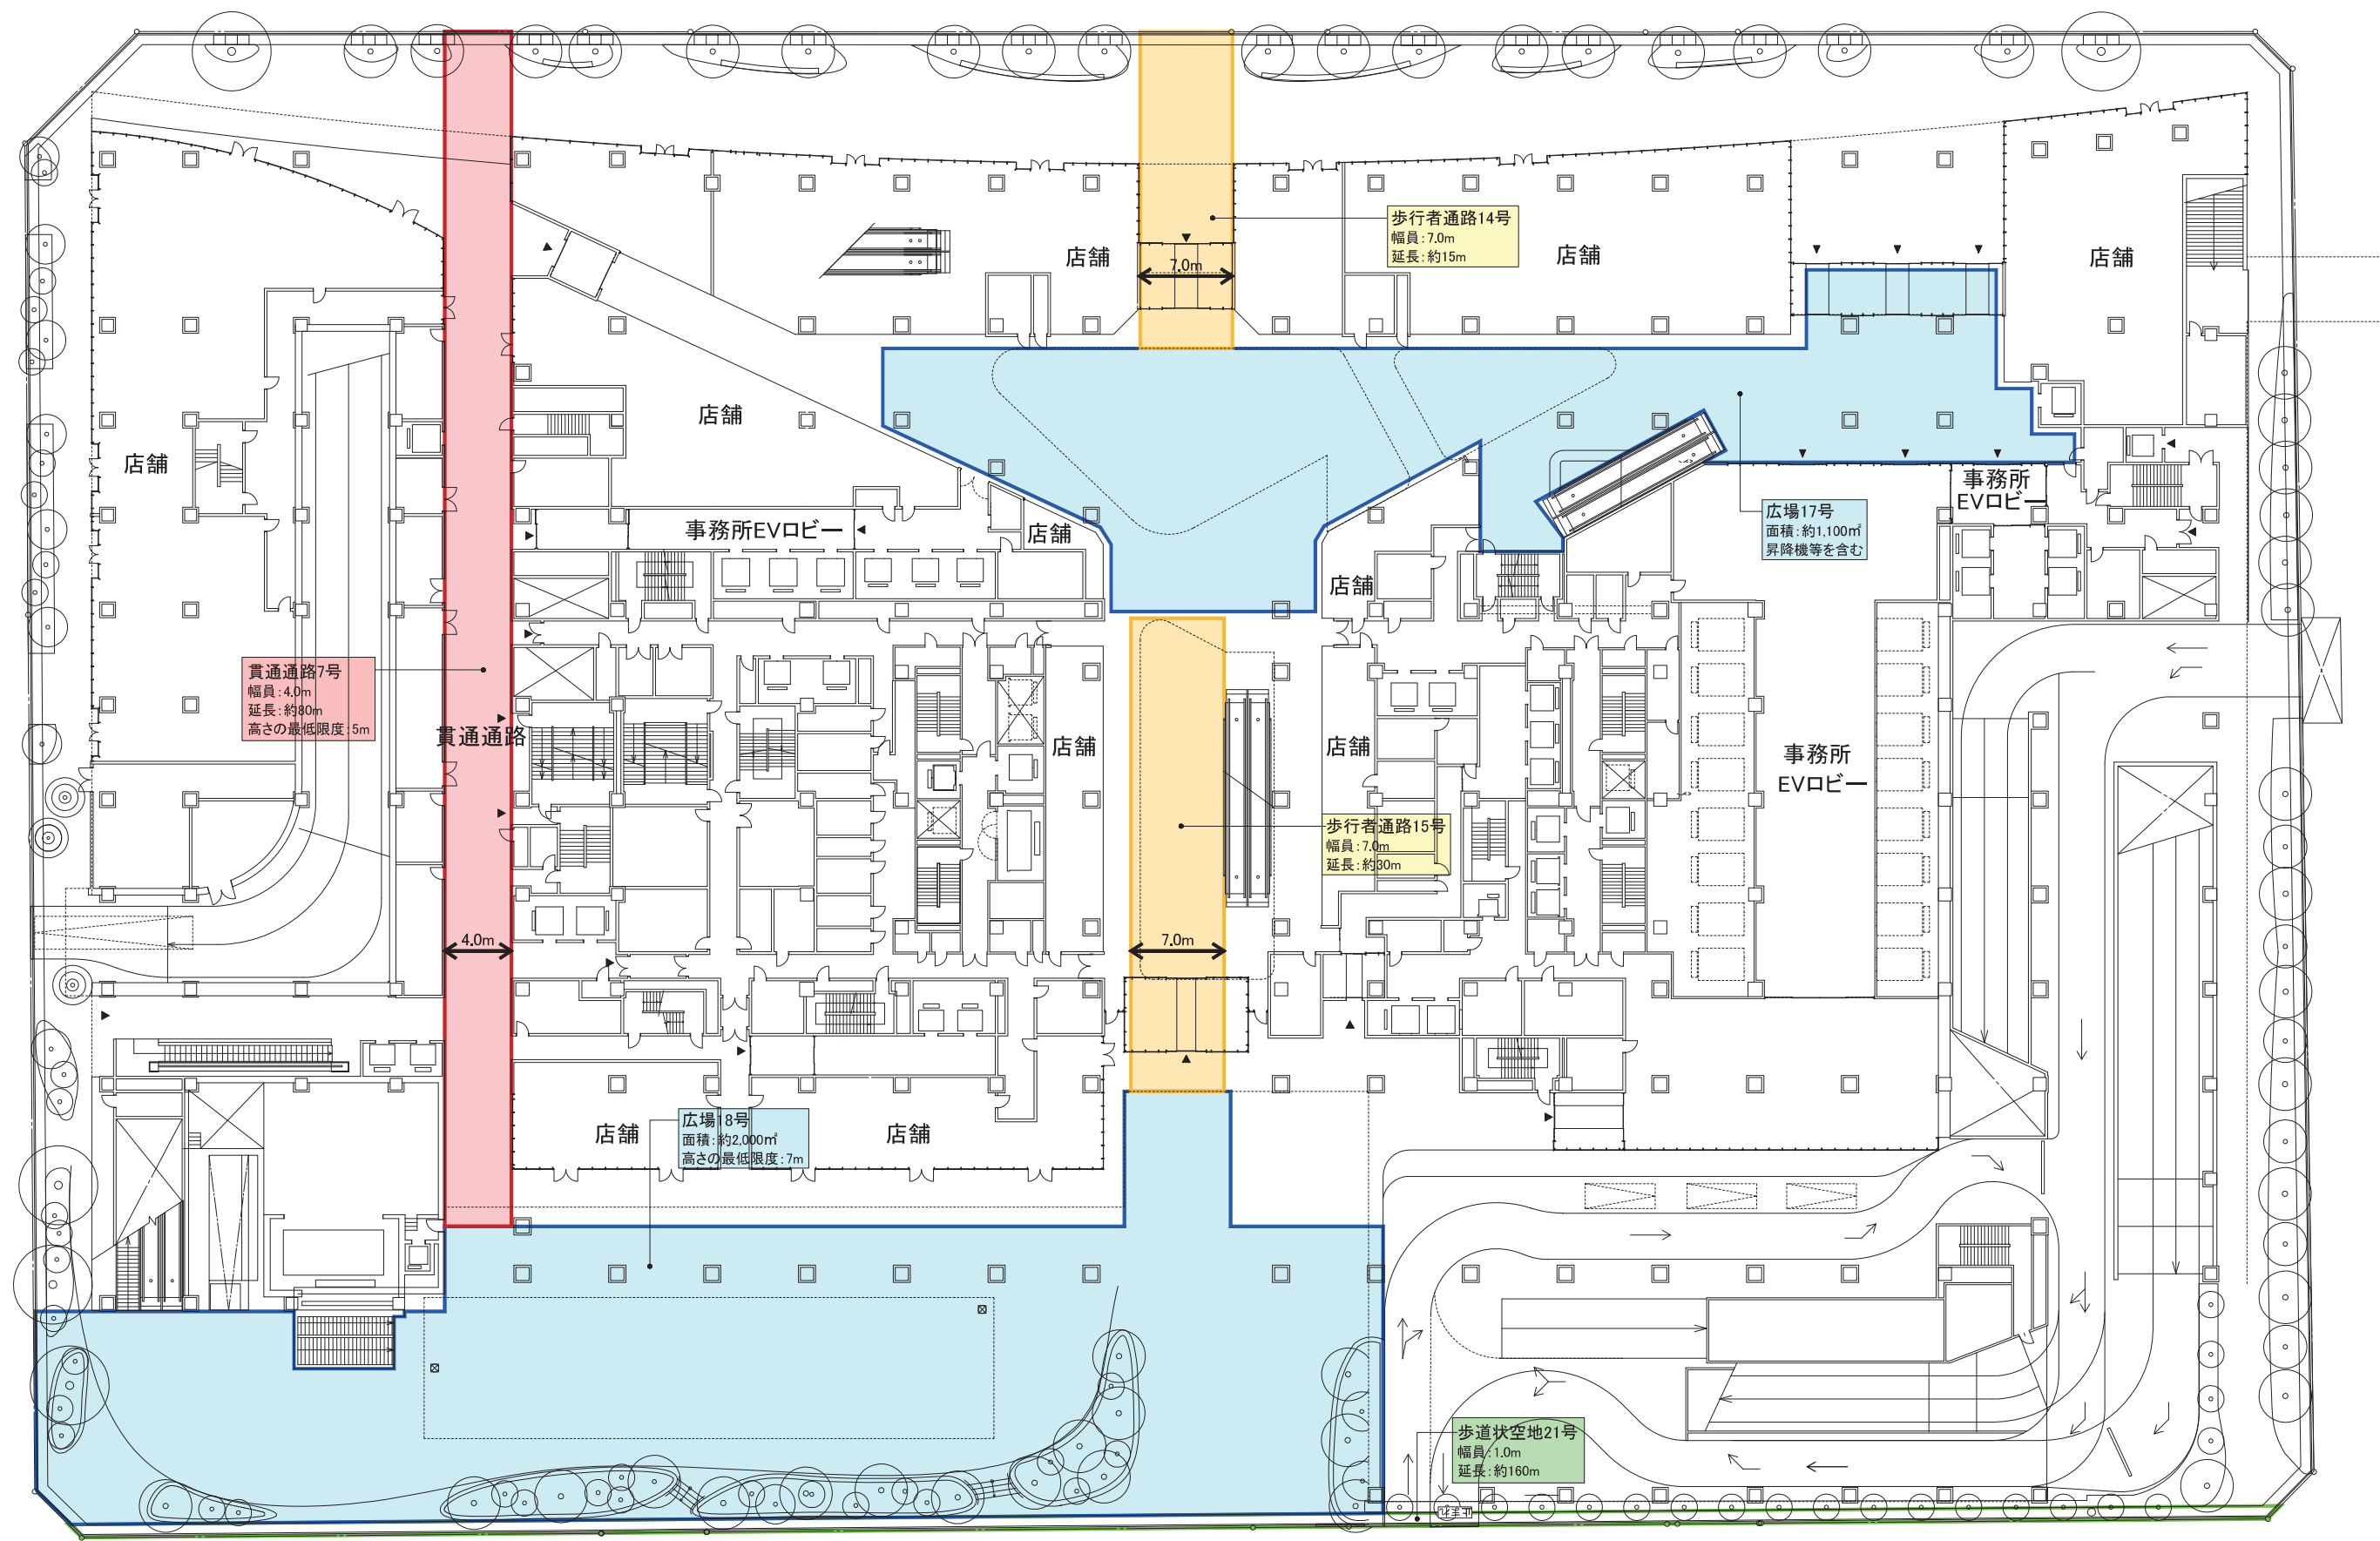 歩行者通路14号
幅員：7.0m
延長：約15m
7.0m
店舗
店舗
店舗
店舗
店舗
事務所
EVロビー
広場17号
面積：約1,100㎡
昇降機等を含む
事務所EVロビー
店舗
店舗
貫通通路7号
幅員：4.0m
延長：約80m
高さの最低限度：5m
貫通通路
店舗
店舗
事務所
EVロビー
歩行者通路15号
幅員：7.0m
延長：約30m
4.0m
7.0m
広場18号
面積：約2,000㎡
高さの最低限度：7m
店舗
店舗
歩道状空地21号
幅員：1.0m
延長：約160m